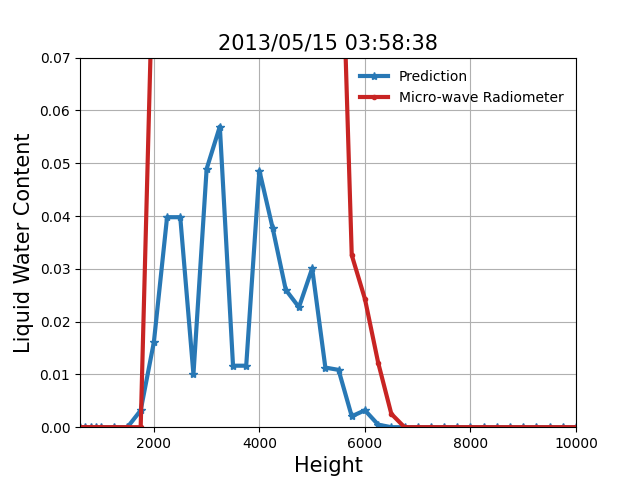 2013/05/15 03:58:38
0.07
0.06
0.05
0.04
0.03
0.02
0.01
0.00
Liquid Water Content
Prediction
Micro-wave Radiometer
2000 4000 6000 8000 10000
Height